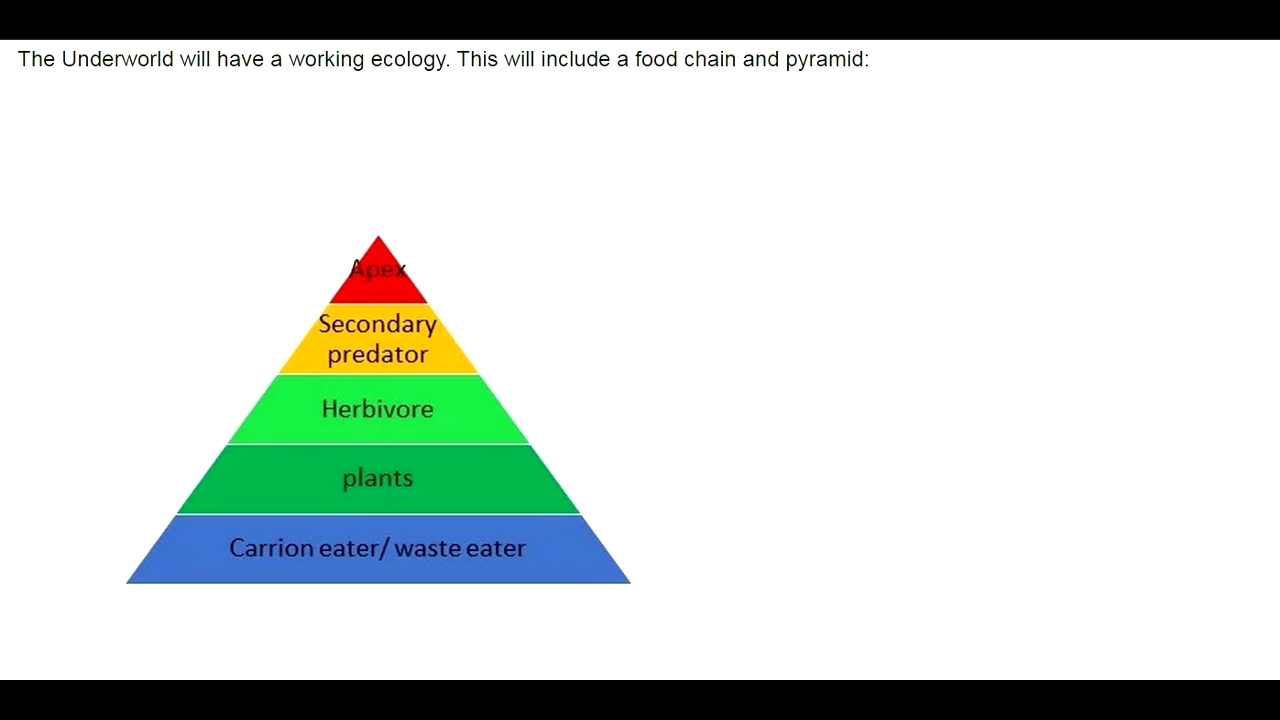 The Underworld will have a working ecology. This will include a food chain and pyramid:
Apex
Secondary
predator
Herbivore
plants
Carrion eater/ waste eater